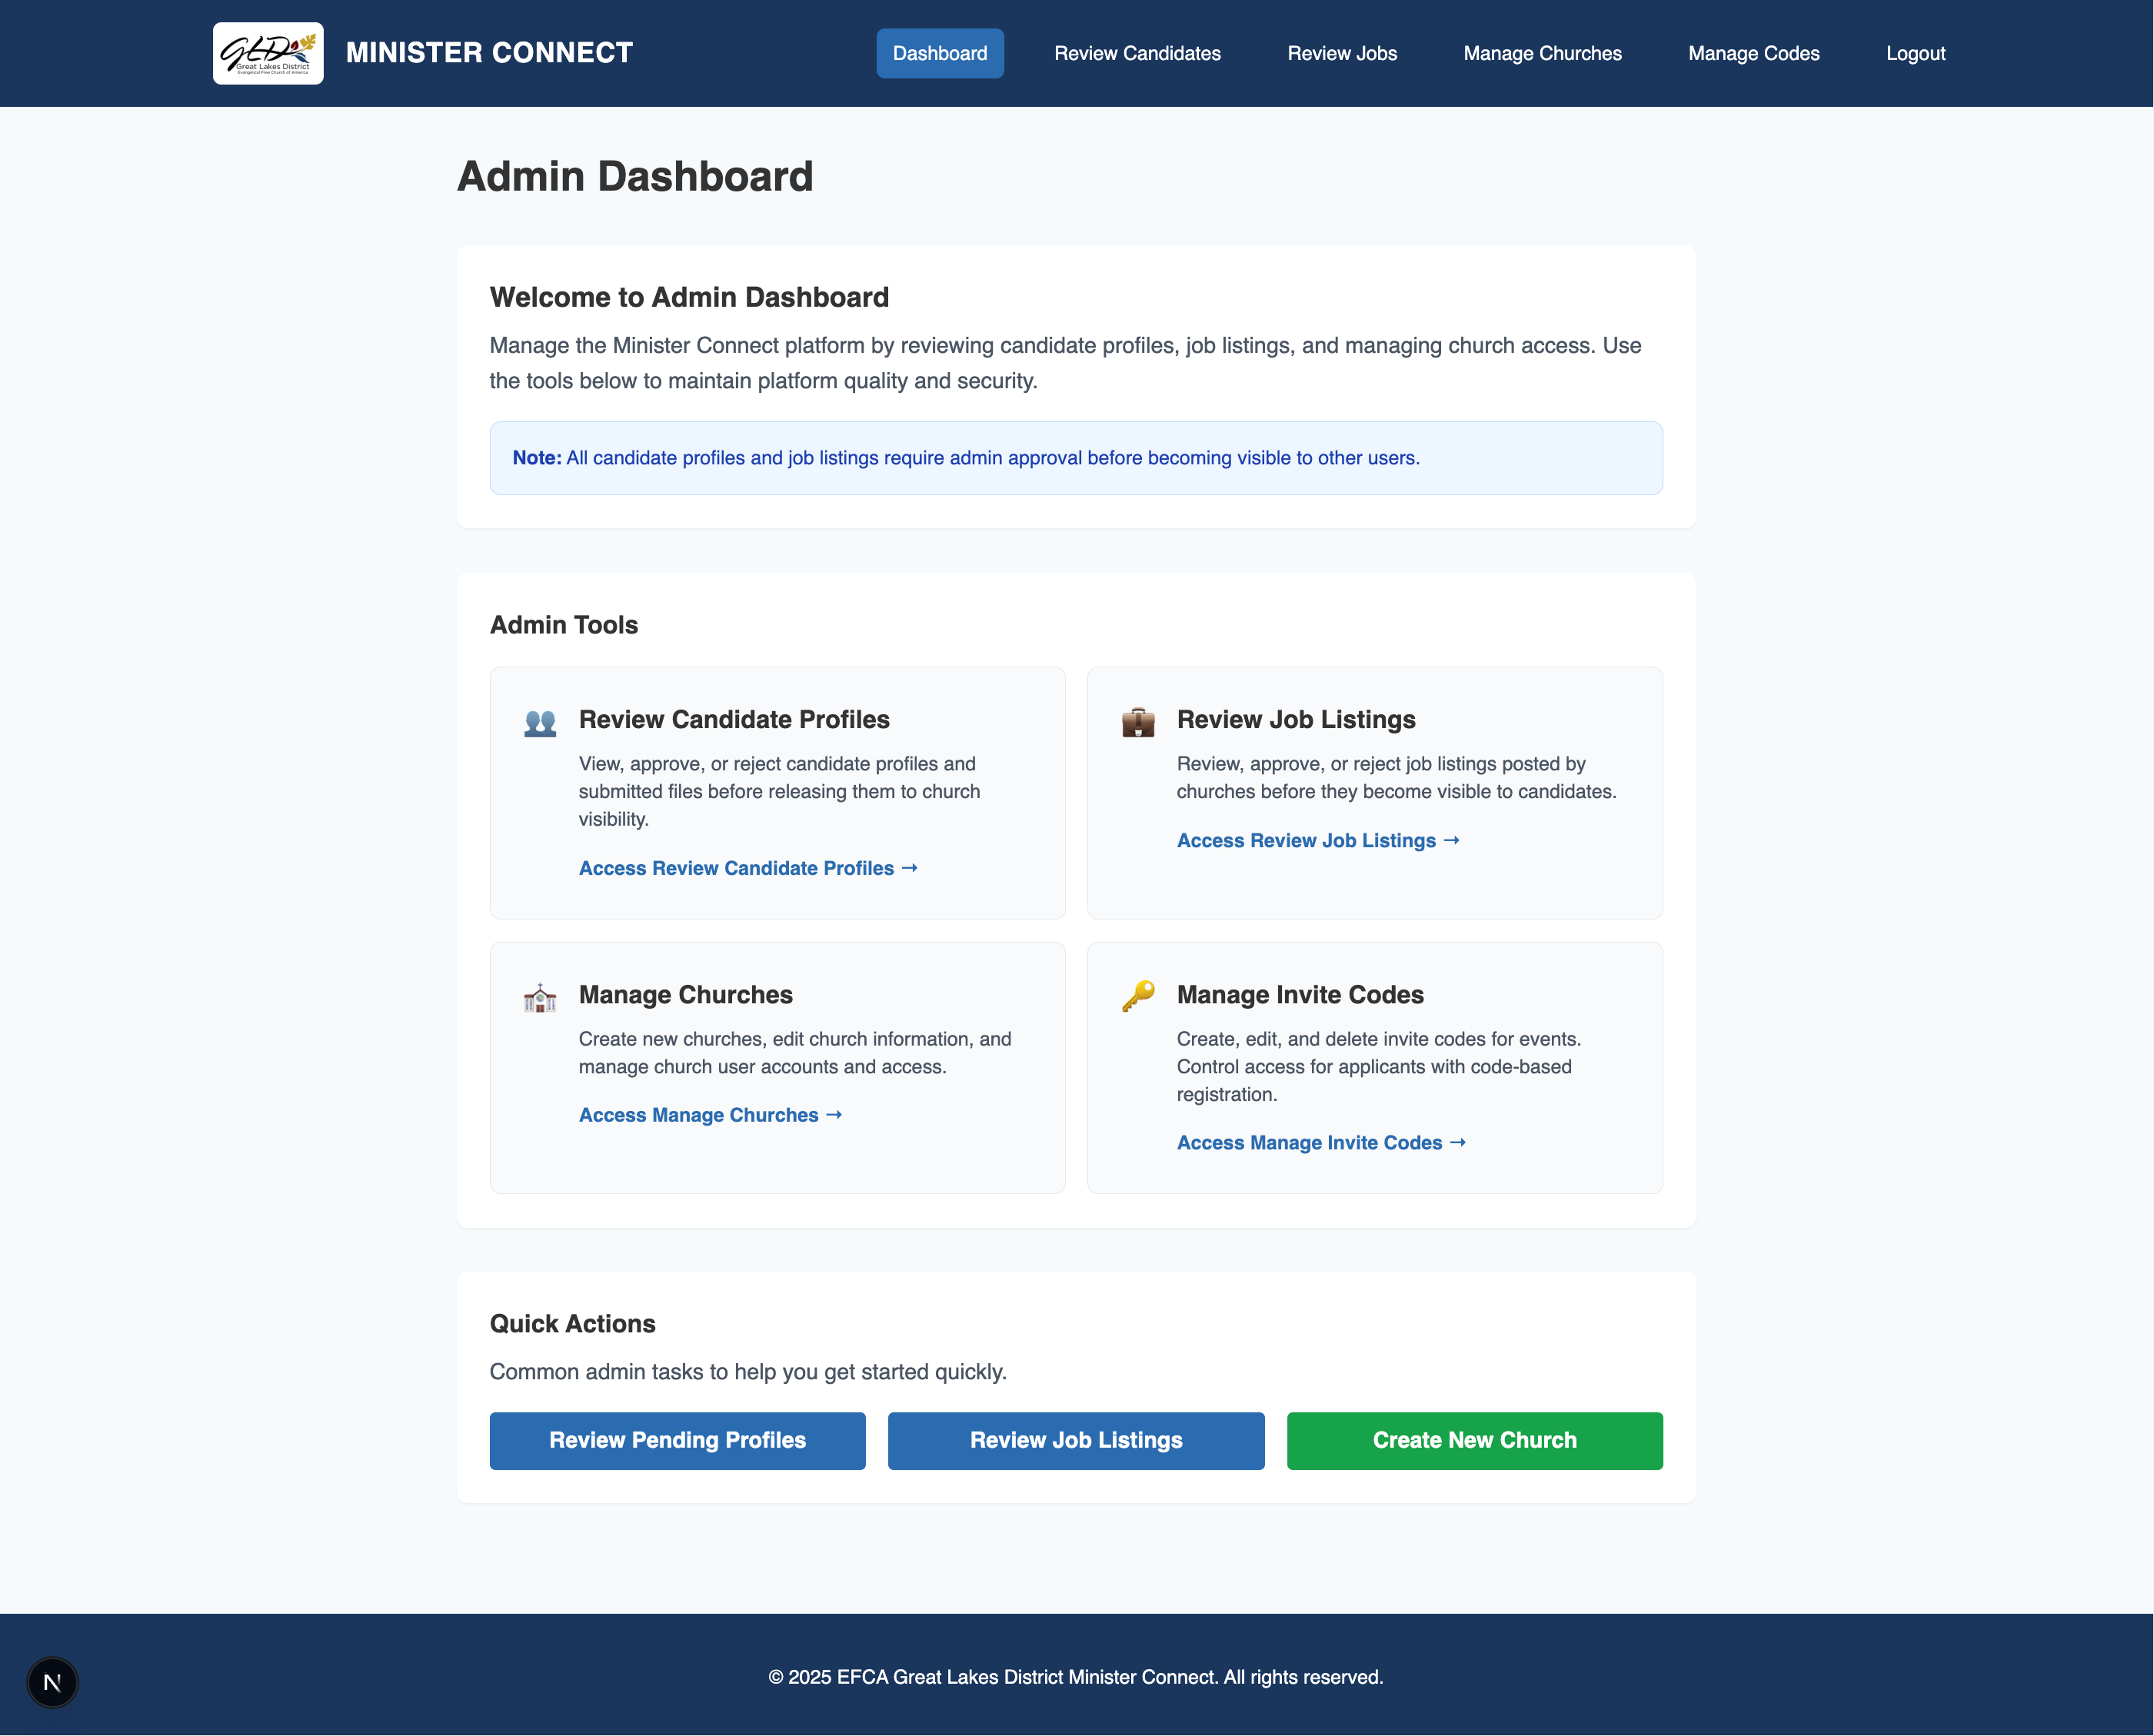 GLD
Great Lakes District
Evangelical Free Church of America
MINISTER CONNECT
Dashboard
Review Candidates
Review Jobs
Manage Churches
Manage Codes
Logout
Admin Dashboard
Welcome to Admin Dashboard
Manage the Minister Connect platform by reviewing candidate profiles, job listings, and managing church access. Use
the tools below to maintain platform quality and security.
Note: All candidate profiles and job listings require admin approval before becoming visible to other users.
Admin Tools
Review Candidate Profiles
View, approve, or reject candidate profiles and
submitted files before releasing them to church
visibility.
Access Review Candidate Profiles →
Review Job Listings
Review, approve, or reject job listings posted by
churches before they become visible to candidates.
Access Review Job Listings →
Manage Churches
Create new churches, edit church information, and
manage church user accounts and access.
Access Manage Churches →
Manage Invite Codes
Create, edit, and delete invite codes for events.
Control access for applicants with code-based
registration.
Access Manage Invite Codes →
Quick Actions
Common admin tasks to help you get started quickly.
Review Pending Profiles
Review Job Listings
Create New Church
N
© 2025 EFCA Great Lakes District Minister Connect. All rights reserved.